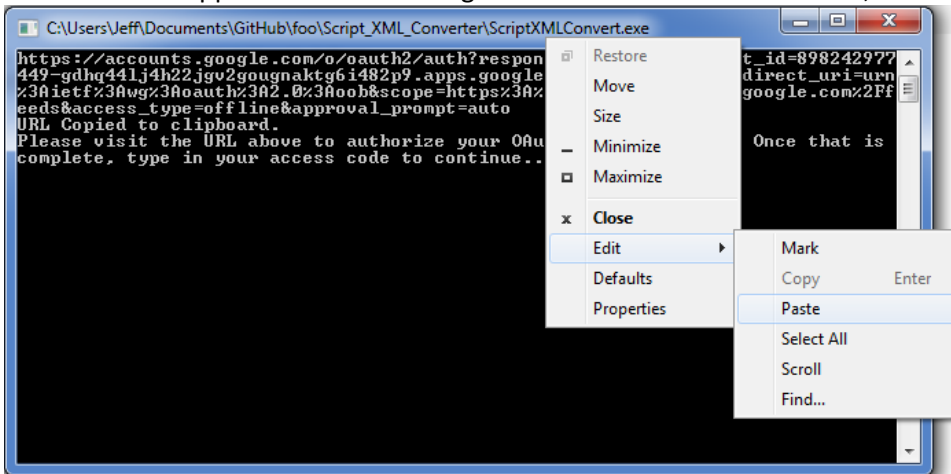 C:\Users\Jeff\Documents\GitHub\foo\Script_XML_Converter\ScriptXMLConvert.exe
https://accounts.google.com/o/oauth2/auth?respon t_id=898242977
449-gdhq44lj4h22jgv2gougnaktg6i482p9.apps.google direct_uri=urn
%3Aietf%3Awg%3Aoauth%3A2.0%3Aoob&scope=https%3A% google.com%2Ff
eeds&access_type=offline&approval_prompt=auto
URL Copied to clipboard.
Please visit the URL above to authorize your OAu Once that is
complete, type in your access code to continue..
Restore
Move
Size
Minimize
Maximize
Close
Edit
Defaults
Properties
Mark
Copy Enter
Paste
Select All
Scroll
Find...